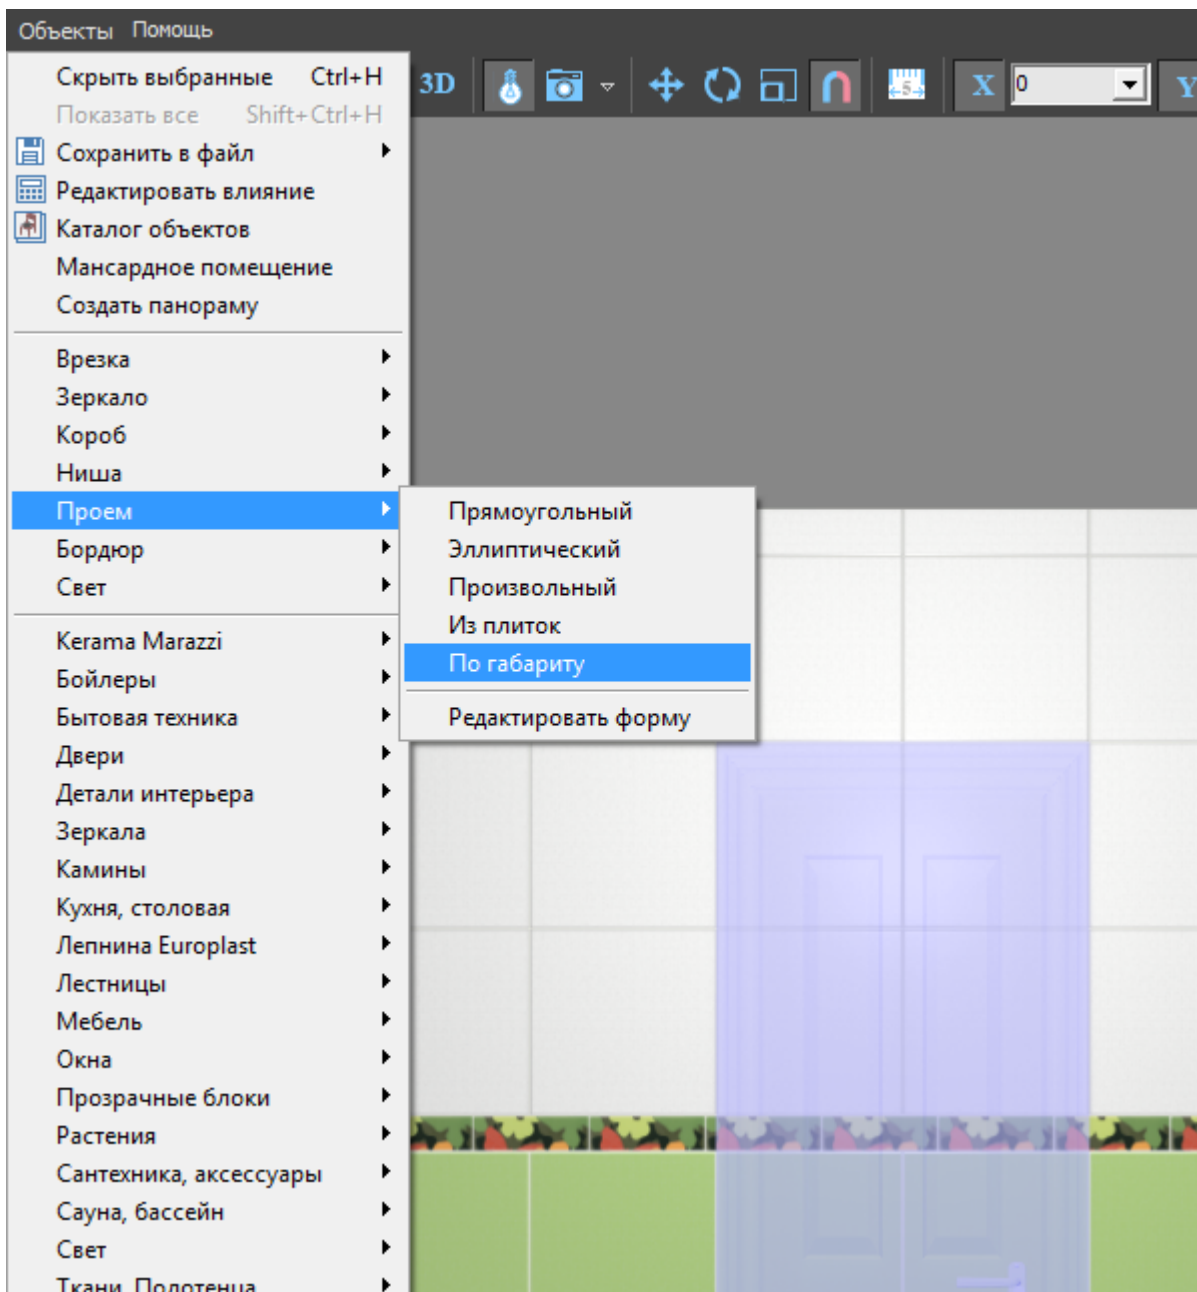 Объекты Помощь
Скрыть выбранные Ctrl+H
3D
5
X 0
Y
Показать все Shift+Ctrl+H
Сохранить в файл
Редактировать влияние
Каталог объектов
Мансардное помещение
Создать панораму
Врезка
Зеркало
Короб
Ниша
Проем
Бордюр
Свет
Прямоугольный
Эллиптический
Произвольный
Из плиток
По габариту
Редактировать форму
Kerama Marazzi
Бойлеры
Бытовая техника
Двери
Детали интерьера
Зеркала
Камины
Кухня, столовая
Лепнина Europlast
Лестницы
Мебель
Окна
Прозрачные блоки
Растения
Сантехника, аксессуары
Сауна, бассейн
Свет
Ткани, Полотенца